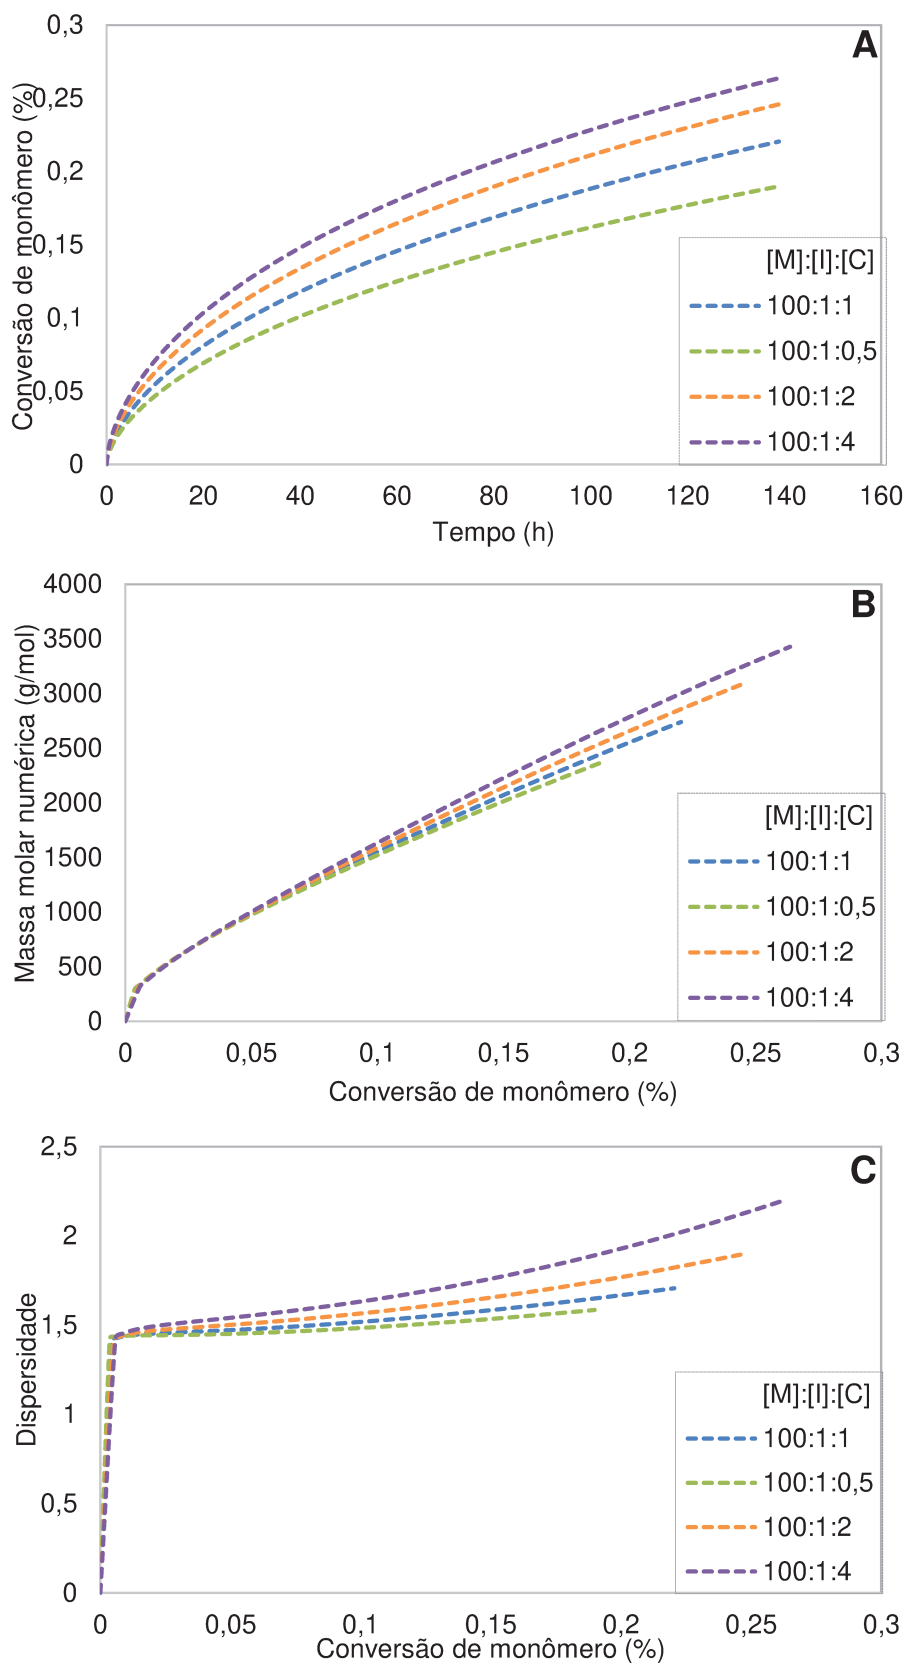 A
Conversão de monômero (%)
0,3
0,25
0,2
0,15
0,1
0,05
0
0 20 40 60 80 100 120 140 160
Tempo (h)
[M]:[I]:[C]
100:1:1
100:1:0,5
100:1:2
100:1:4
B
Massa molar numérica (g/mol)
4000
3500
3000
2500
2000
1500
1000
500
0
0 0,05 0,1 0,15 0,2 0,25 0,3
Conversão de monômero (%)
[M]:[I]:[C]
100:1:1
100:1:0,5
100:1:2
100:1:4
C
Dispersidade
2,5
2
1,5
1
0,5
0
0 0,05 0,1 0,15 0,2 0,25 0,3
Conversão de monômero (%)
[M]:[I]:[C]
100:1:1
100:1:0,5
100:1:2
100:1:4